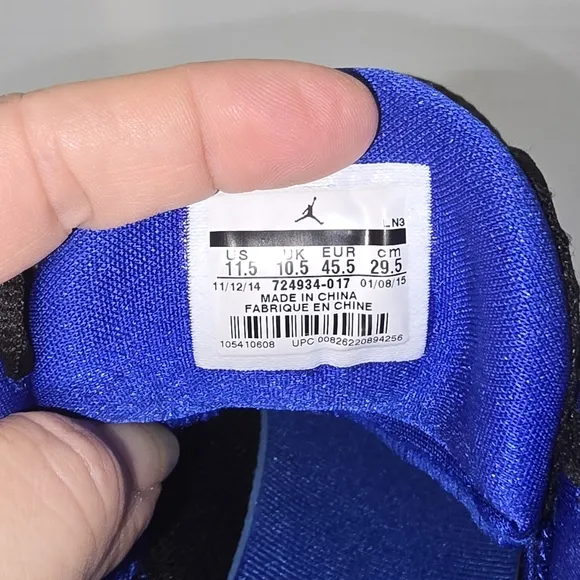 LN3
US UK EUR cm
11.5 10.5 45.5 29.5
11/12/14 724934-017 01/08/15
MADE IN CHINA
FABRIQUE EN CHINE
105410608 UPC 00826220894256